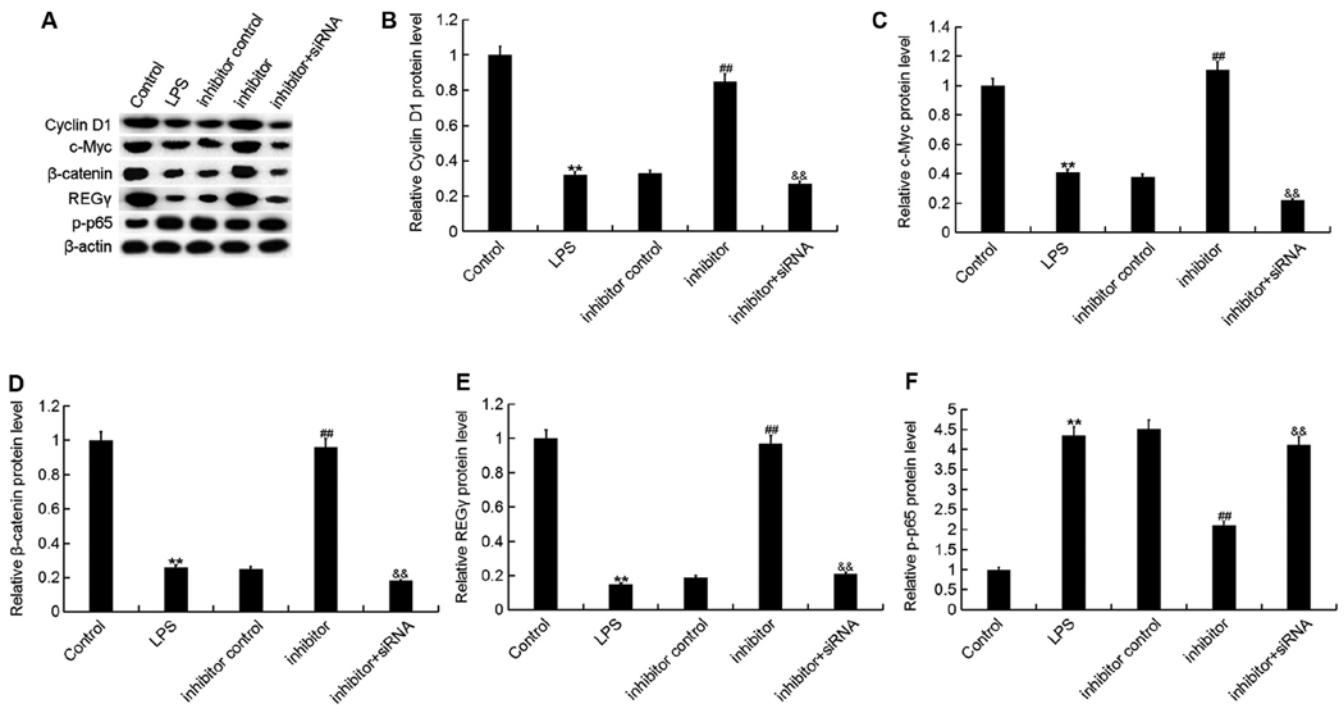 A
Control
LPS
inhibitor control
inhibitor
inhibitor+siRNA
Cyclin D1
c-Myc
β-catenin
REGγ
p-p65
β-actin
B
Relative Cyclin D1 protein level
1.2
1
0.8
0.6
0.4
0.2
0
**
##
&&
Control
LPS
inhibitor control
inhibitor
inhibitor+siRNA
C
Relative c-Myc protein level
1.4
1.2
1
0.8
0.6
0.4
0.2
0
**
##
&&
Control
LPS
inhibitor control
inhibitor
inhibitor+siRNA
D
Relative β-catenin protein level
1.2
1
0.8
0.6
0.4
0.2
0
**
##
&&
Control
LPS
inhibitor control
inhibitor
inhibitor+siRNA
E
Relative REGγ protein level
1.2
1
0.8
0.6
0.4
0.2
0
**
##
&&
Control
LPS
inhibitor control
inhibitor
inhibitor+siRNA
F
Relative p-p65 protein level
5
4.5
4
3.5
3
2.5
2
1.5
1
0.5
0
**
##
&&
Control
LPS
inhibitor control
inhibitor
inhibitor+siRNA